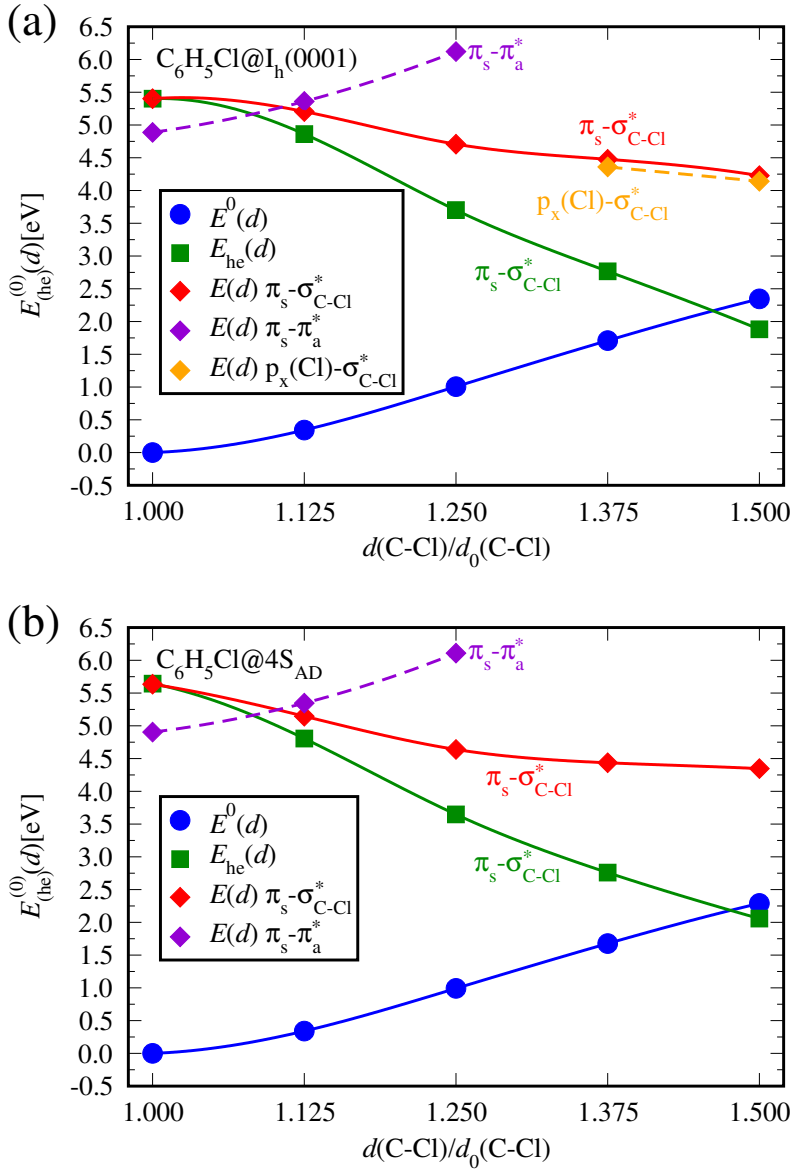 (a)
C₆H₅Cl@Iₕ(0001)
6.5
6.0
5.5
5.0
4.5
4.0
3.5
3.0
2.5
2.0
1.5
1.0
0.5
0.0
-0.5
E₍ₕₑ₎⁽⁰⁾(d)[eV]
πs-πa*
πs-σ*C-Cl
px(Cl)-σ*C-Cl
πs-σ*C-Cl
E⁰(d)
Ehe(d)
E(d) πs-σ*C-Cl
E(d) πs-πa*
E(d) px(Cl)-σ*C-Cl
1.000 1.125 1.250 1.375 1.500
d(C-Cl)/d₀(C-Cl)
(b)
C₆H₅Cl@4SAD
6.5
6.0
5.5
5.0
4.5
4.0
3.5
3.0
2.5
2.0
1.5
1.0
0.5
0.0
-0.5
E₍ₕₑ₎⁽⁰⁾(d)[eV]
πs-πa*
πs-σ*C-Cl
πs-σ*C-Cl
E⁰(d)
Ehe(d)
E(d) πs-σ*C-Cl
E(d) πs-πa*
1.000 1.125 1.250 1.375 1.500
d(C-Cl)/d₀(C-Cl)